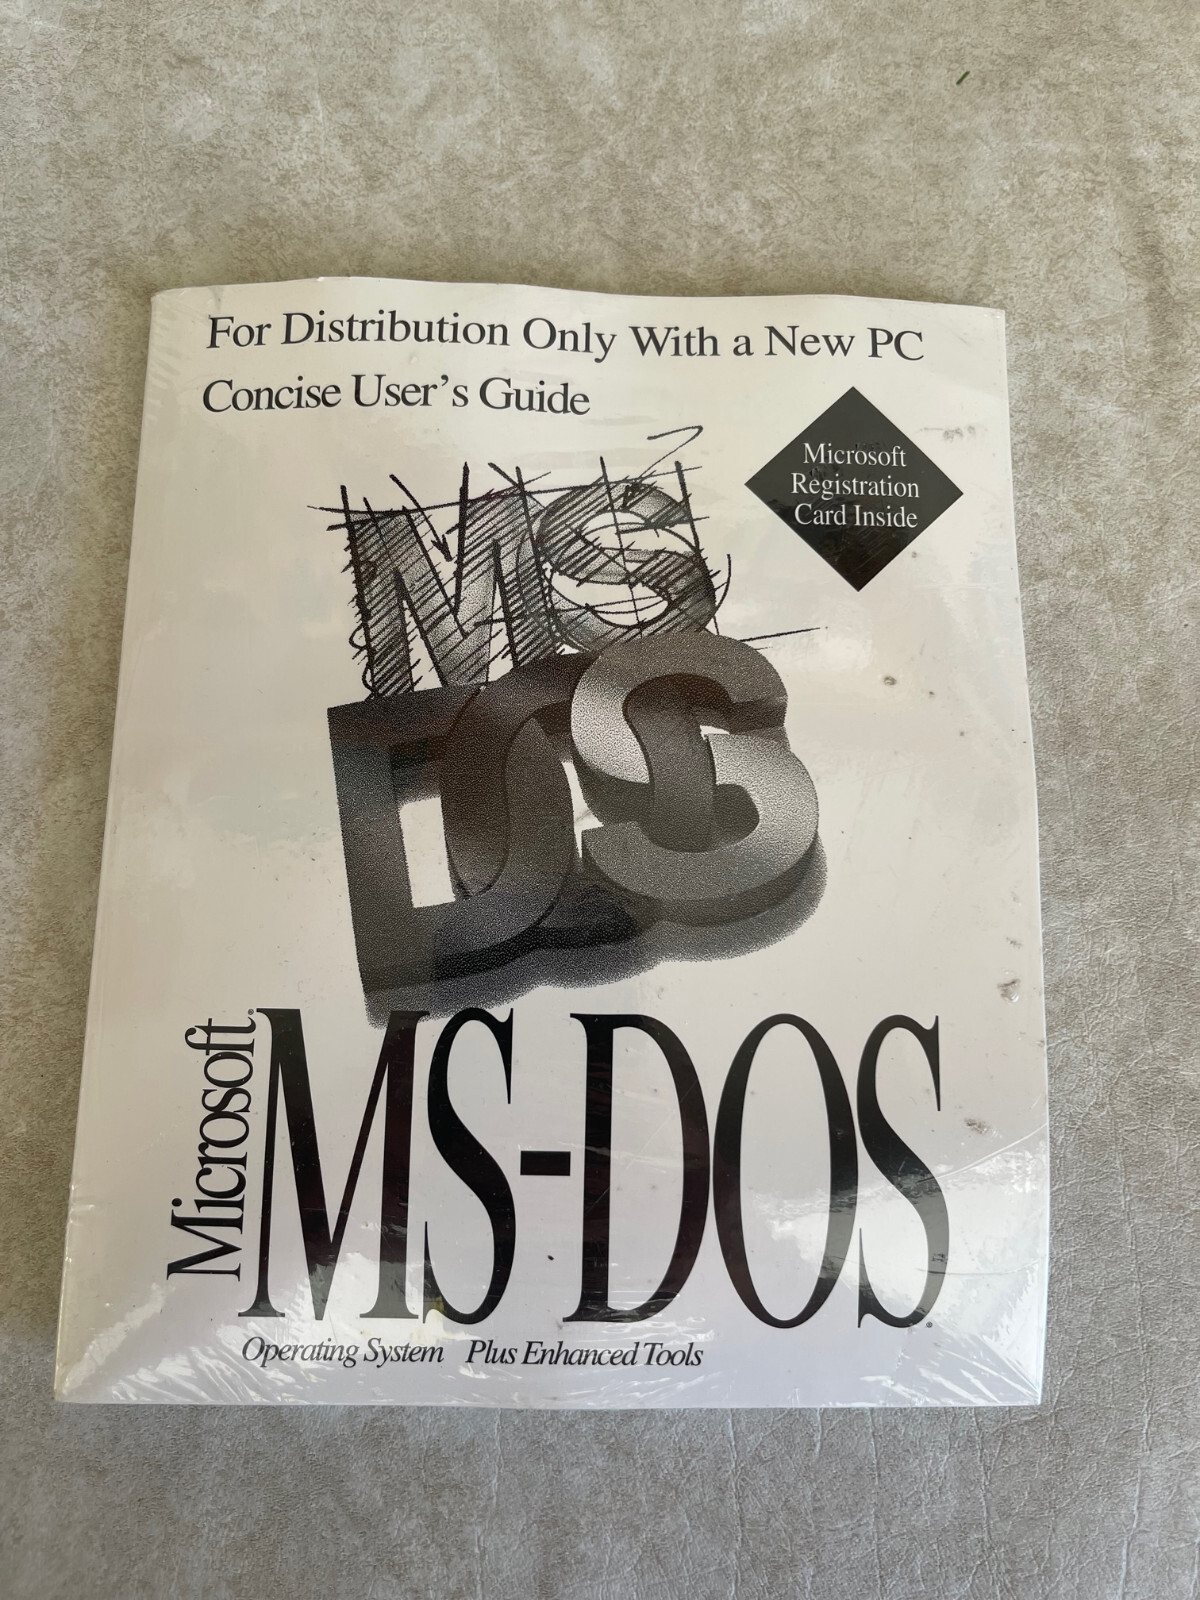 For Distribution Only With a New PC
Concise User's Guide
Microsoft
Registration
Card Inside
MS
DOS
Microsoft®
MS-DOS®
Operating System Plus Enhanced Tools